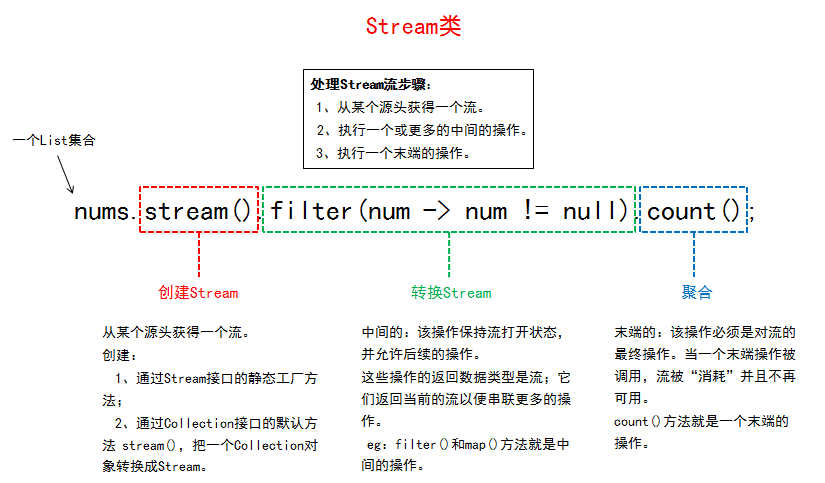 Stream类
处理Stream流步骤:
1、从某个源头获得一个流。
2、执行一个或更多的中间的操作。
3、执行一个末端的操作。
一个List集合
nums.stream().filter(num -> num != null).count();
创建Stream
从某个源头获得一个流。
创建:
1、通过Stream接口的静态工厂方
法;
2、通过Collection接口的默认方
法 stream(), 把一个Collection对
象转换成Stream。
转换Stream
中间的: 该操作保持流打开状态,
并允许后续的操作。
这些操作的返回数据类型是流; 它
们返回当前的流以便串联更多的操
作。
eg: filter()和map()方法就是中
间的操作。
聚合
末端的: 该操作必须是对流的
最终操作。当一个末端操作被
调用, 流被“消耗”并且不再
可用。
count()方法就是一个末端的
操作。